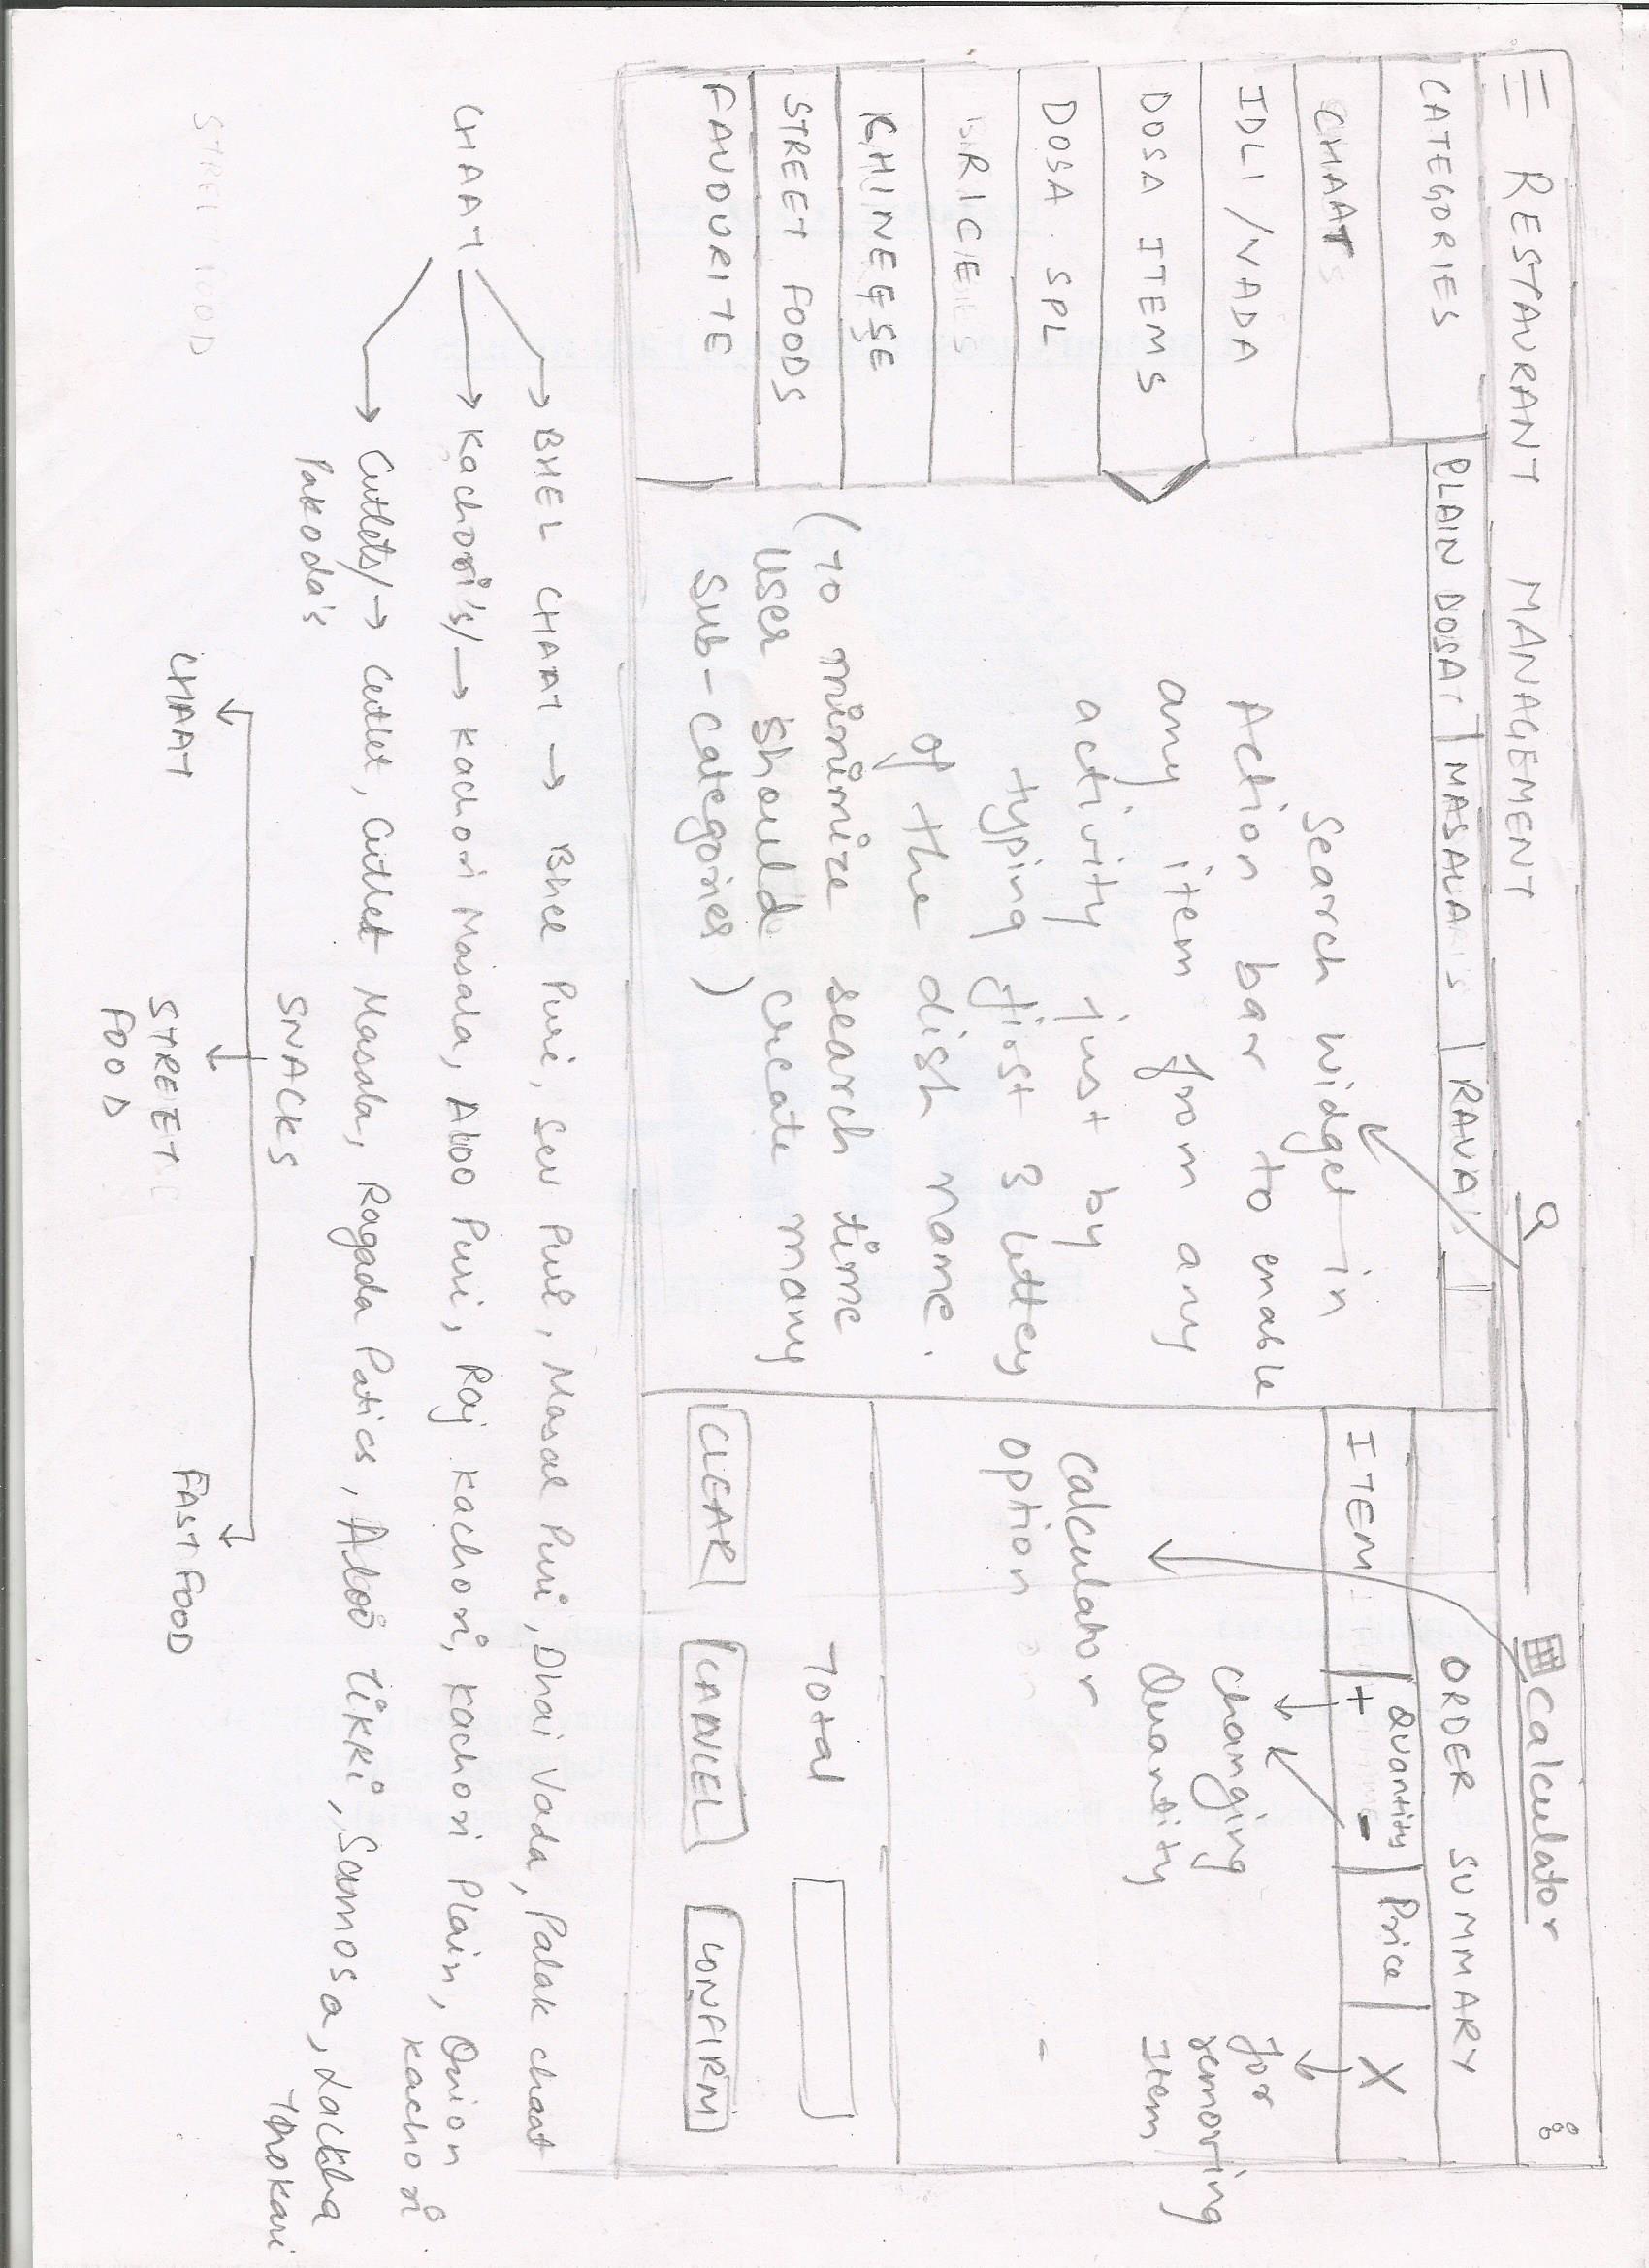 RESTAURANT MANAGEMENT
Calculator
CATEGORIES
CHAAT
IDLI / VADA
DOSA ITEMS
DOSA SPL
RICE
CHINEESE
STREET FOODS
FAVOURITE
PLAIN DOSA | MASALA | RAVA
Search widget in
Action bar to enable
any item from any
activity just by
typing first 3 letters
of the dish name.
(to minimize search time
user should create many
sub-categories)
ORDER SUMMARY
ITEM | Quantity | Price | X
+ -
Changing
Quantity
for
removing
Item
Calculator
option
Total
CLEAR CANCEL CONFIRM
CHAAT
→ BHEL CHAAT → Bhel Puri, Sev Puri, Masal Puri, Dhai Vada, Palak chaat
→ Kachori's/→ Kachori Masala, Aloo Puri, Raj Kachori, Kachori Plain, Onion
Kachori
→ Cutlets/→ Cutlet, Cutlet Masala, Ragada Patics, Aloo Tikki, Samosa, Lackha
Pakoda's
Thokari
SNACKS
CHAAT
STREET
FOOD
FAST FOOD
STREET FOOD